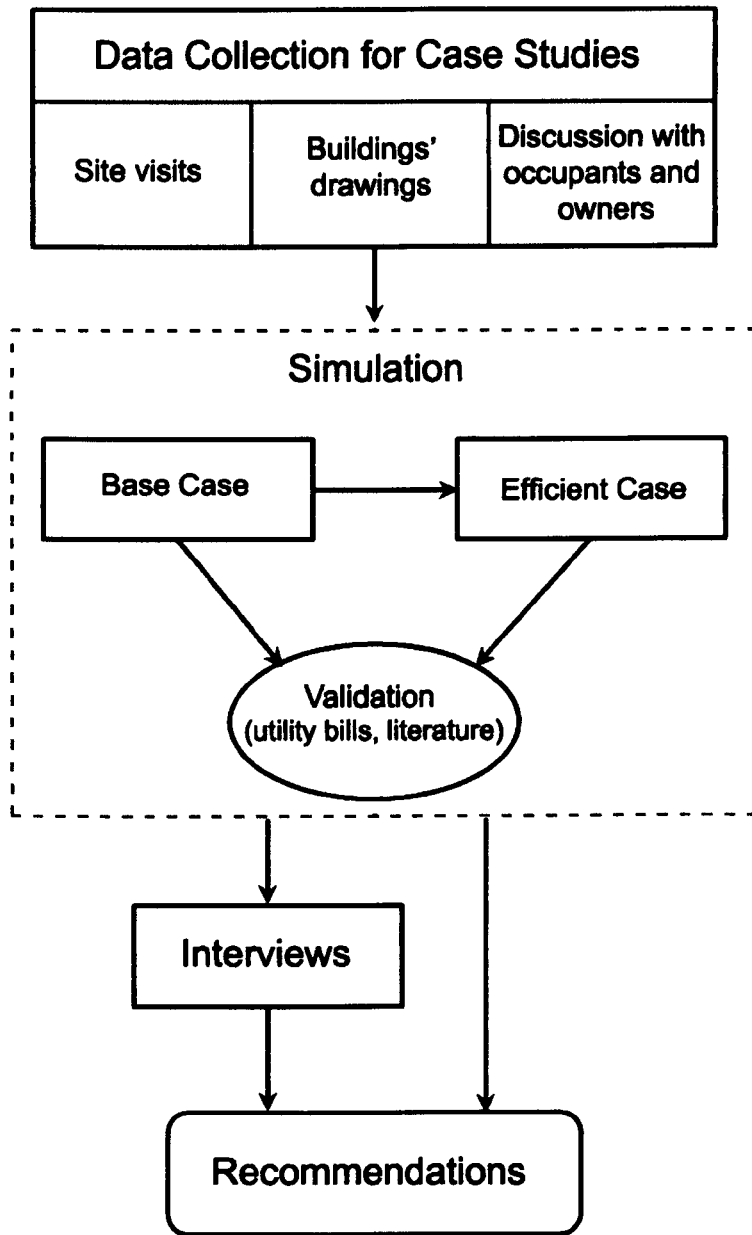 Data Collection for Case Studies
Site visits
Buildings’
drawings
Discussion with
occupants and
owners
Simulation
Base Case
Efficient Case
Validation
(utility bills, literature)
Interviews
Recommendations